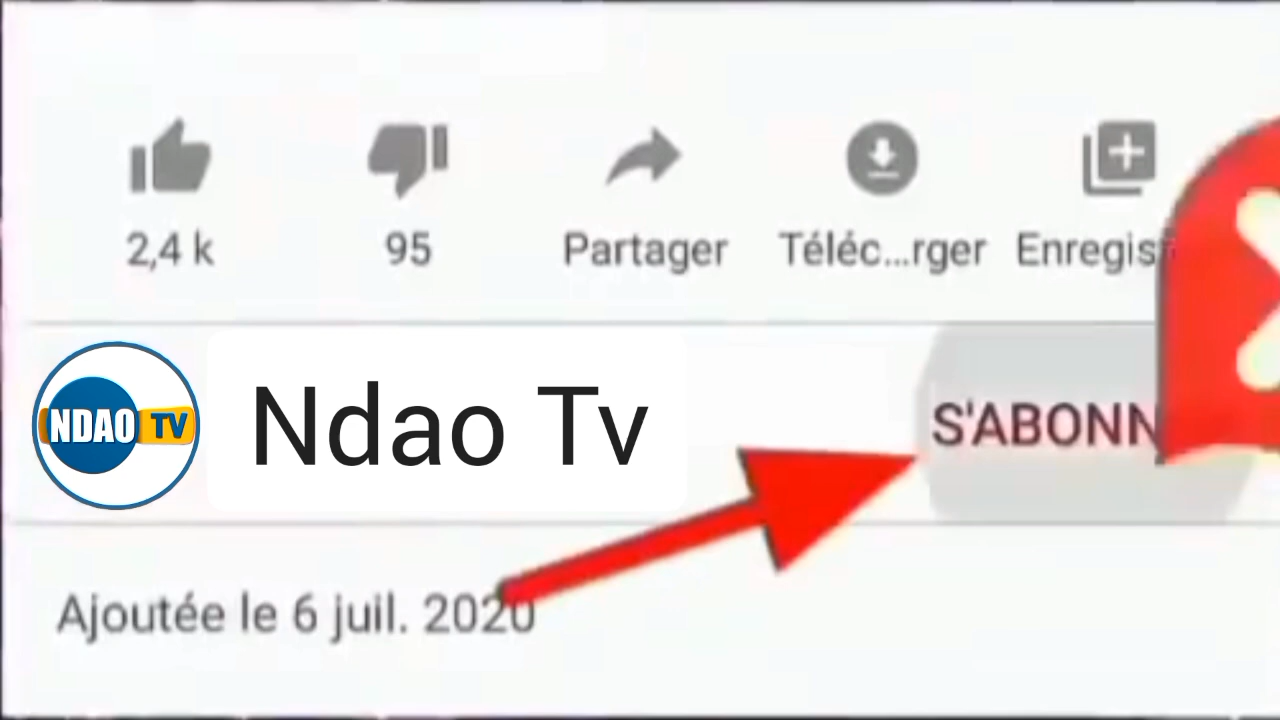 2,4 k 95 Partager Téléc...rger Enregis
NDAO TV Ndao Tv S'ABONN
Ajoutée le 6 juil. 2020